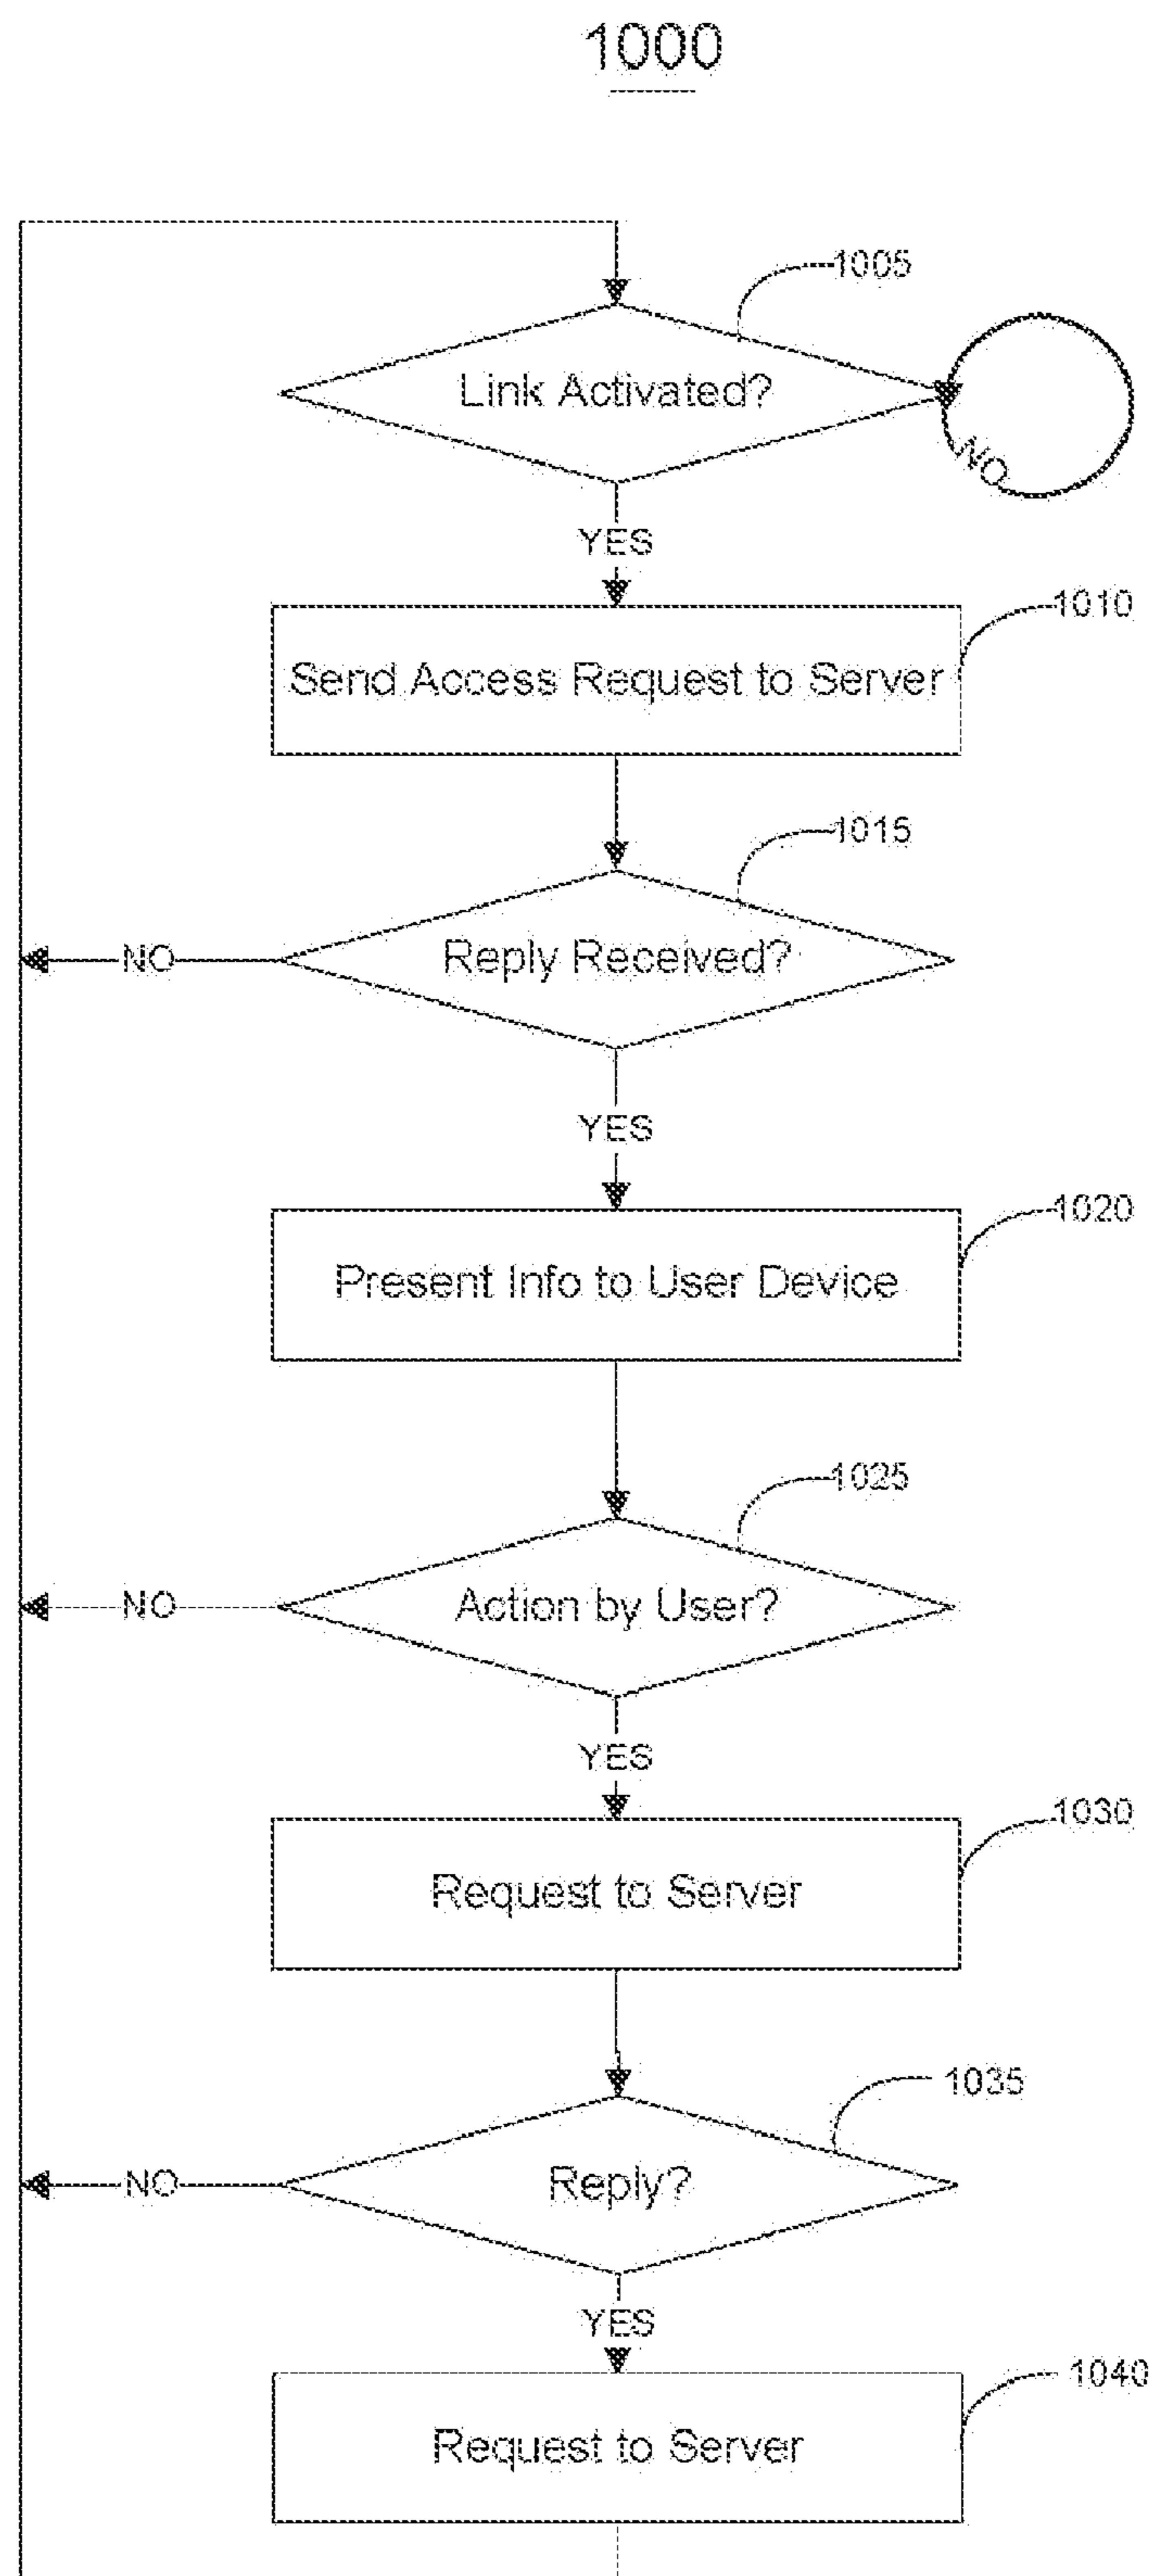 1000
1005
Link Activated?
NO
YES
1010
Send Access Request to Server
1015
Reply Received?
NO
YES
1020
Present Info to User Device
1025
Action by User?
NO
YES
1030
Request to Server
1035
Reply?
NO
YES
1040
Request to Server